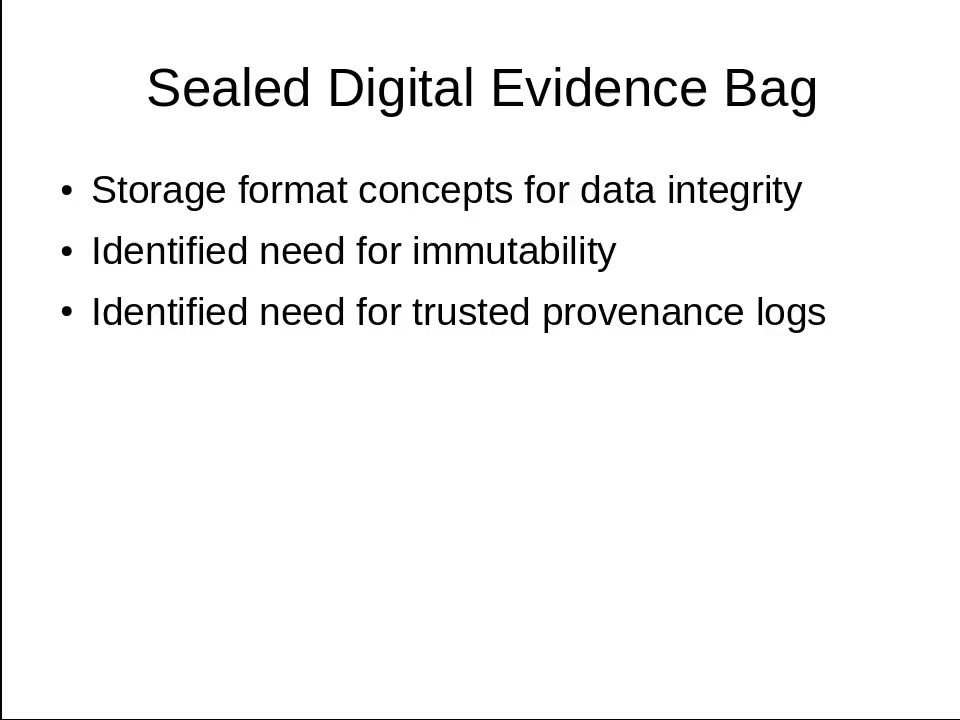 Sealed Digital Evidence Bag
• Storage format concepts for data integrity
• Identified need for immutability
• Identified need for trusted provenance logs